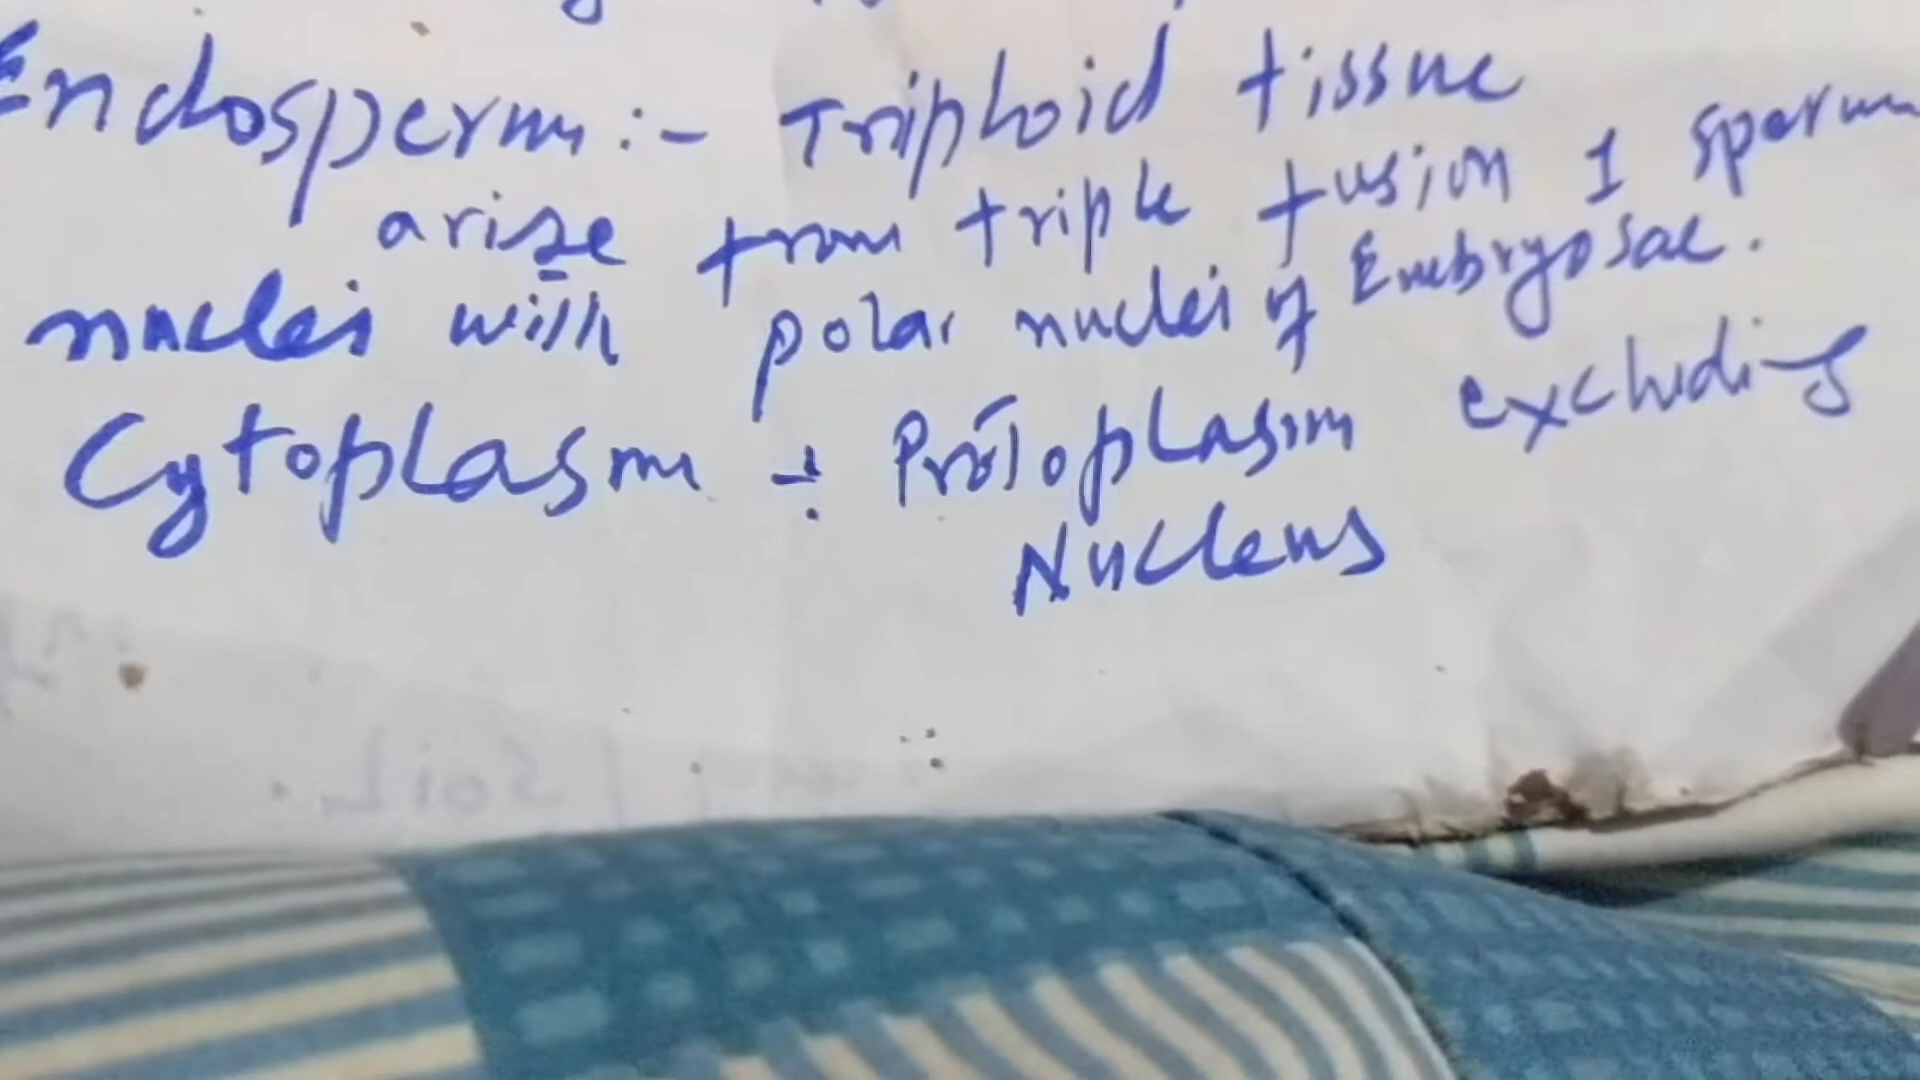 Endosperm :- Triploid tissue
arise from triple fusion 1 sperm
nuclei with polar nuclei of Embryosac.
Cytoplasm :- Protoplasm excluding
Nucleus
soil.